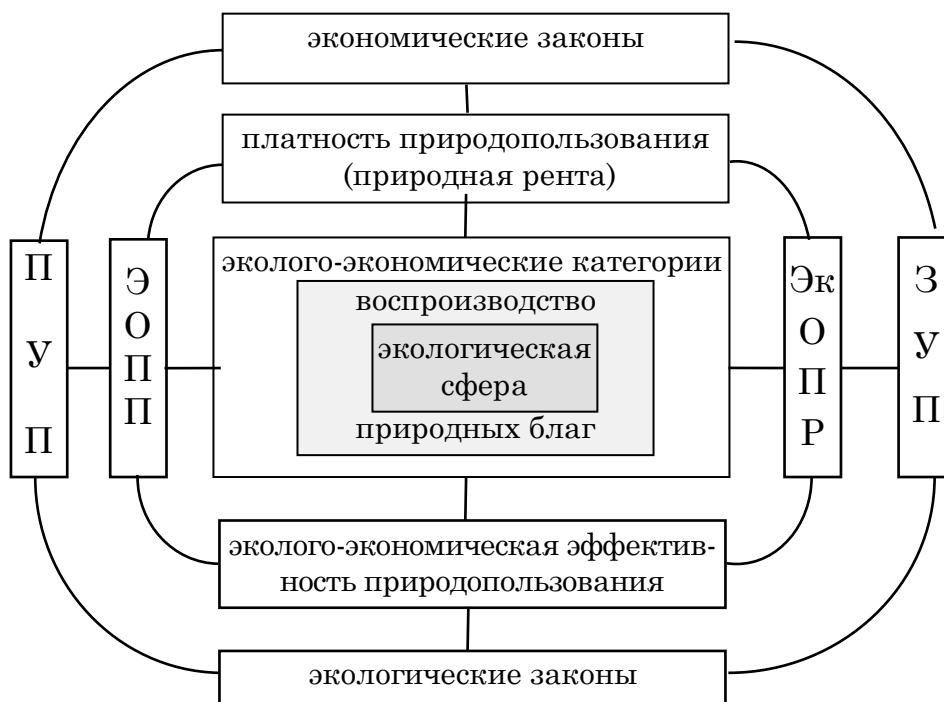 экономические законы
платность природопользования
(природная рента)
П
У
П
Э
О
П
П
эколого-экономические категории
воспроизводство
экологическая
сфера
природных благ
Эк
О
П
Р
З
У
П
эколого-экономическая эффектив-
ность природопользования
экологические законы